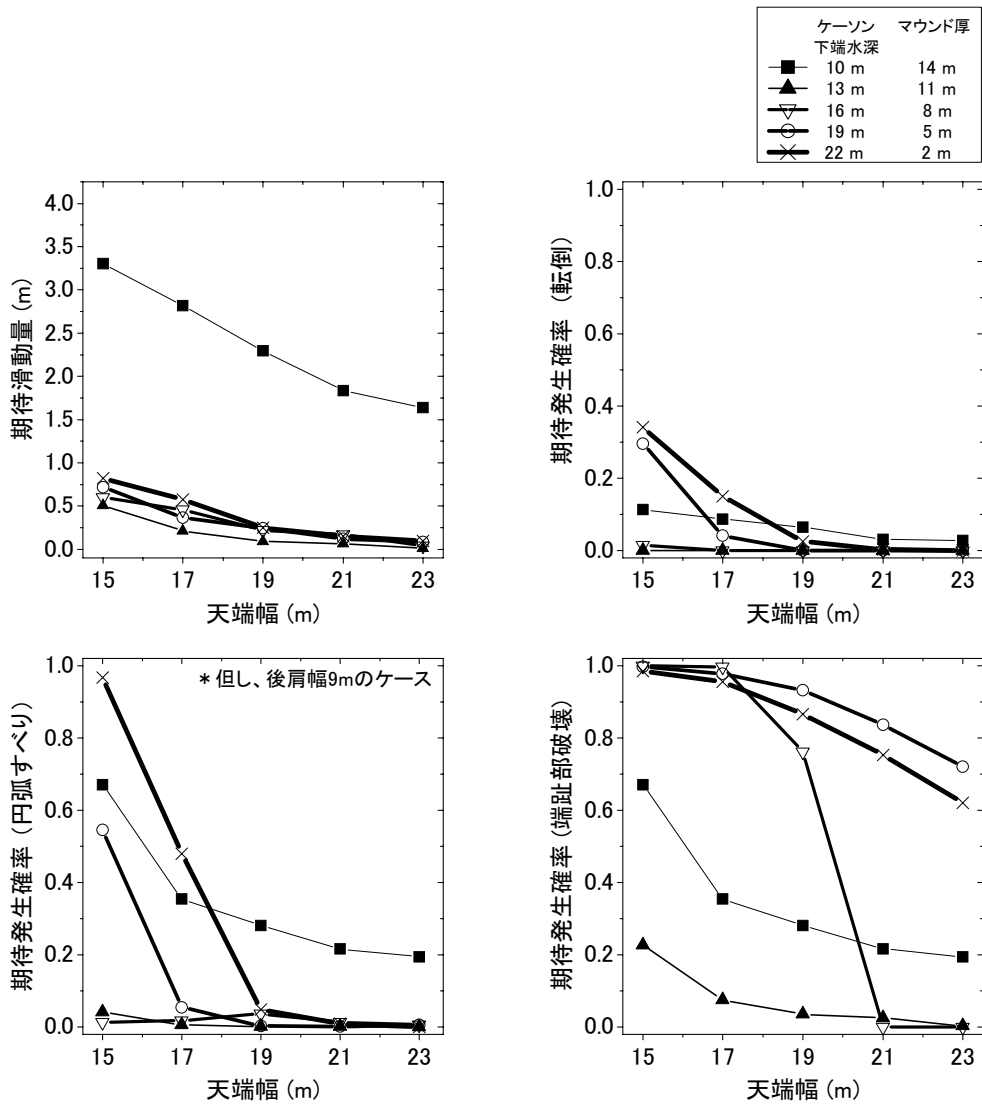 ケーソン マウンド厚
下端水深
10 m 14 m
13 m 11 m
16 m 8 m
19 m 5 m
22 m 2 m
4.0
3.5
3.0
2.5
2.0
1.5
1.0
0.5
0.0
期待滑動量 (m)
15 17 19 21 23
天端幅 (m)
1.0
0.8
0.6
0.4
0.2
0.0
期待発生確率 (転倒)
15 17 19 21 23
天端幅 (m)
1.0
0.8
0.6
0.4
0.2
0.0
期待発生確率 (円弧すべり)
*但し、後肩幅9mのケース
15 17 19 21 23
天端幅 (m)
1.0
0.8
0.6
0.4
0.2
0.0
期待発生確率 (端趾部破壊)
15 17 19 21 23
天端幅 (m)